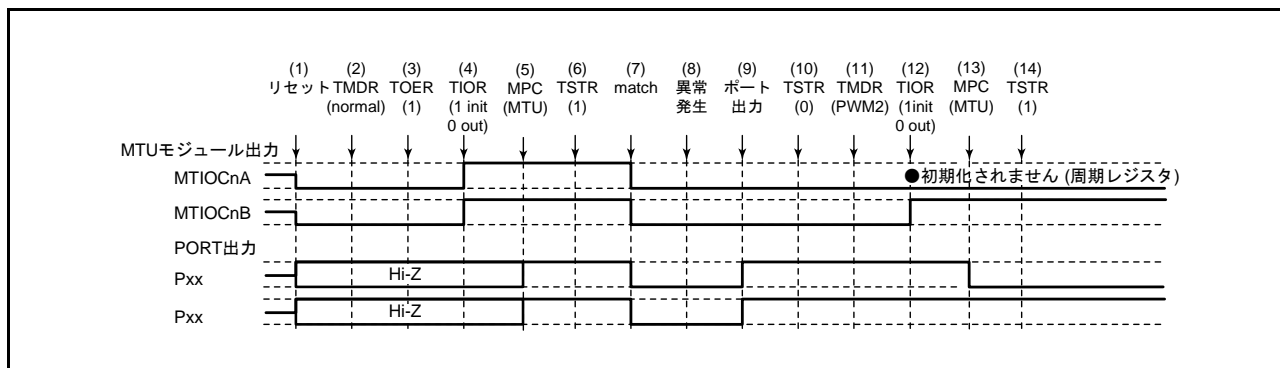 (1) (2) (3) (4) (5) (6) (7) (8) (9) (10) (11) (12) (13) (14)
リセット TMDR TOER TIOR MPC TSTR match 異常 ポート TSTR TMDR TIOR MPC TSTR
(normal) (1) (1 init (MTU) (1) 発生 出力 (0) (PWM2) (1init (MTU) (1)
0 out) 0 out)
MTUモジュール出力
MTIOCnA ●初期化されません (周期レジスタ)
MTIOCnB
PORT出力
Pxx Hi-Z
Pxx Hi-Z